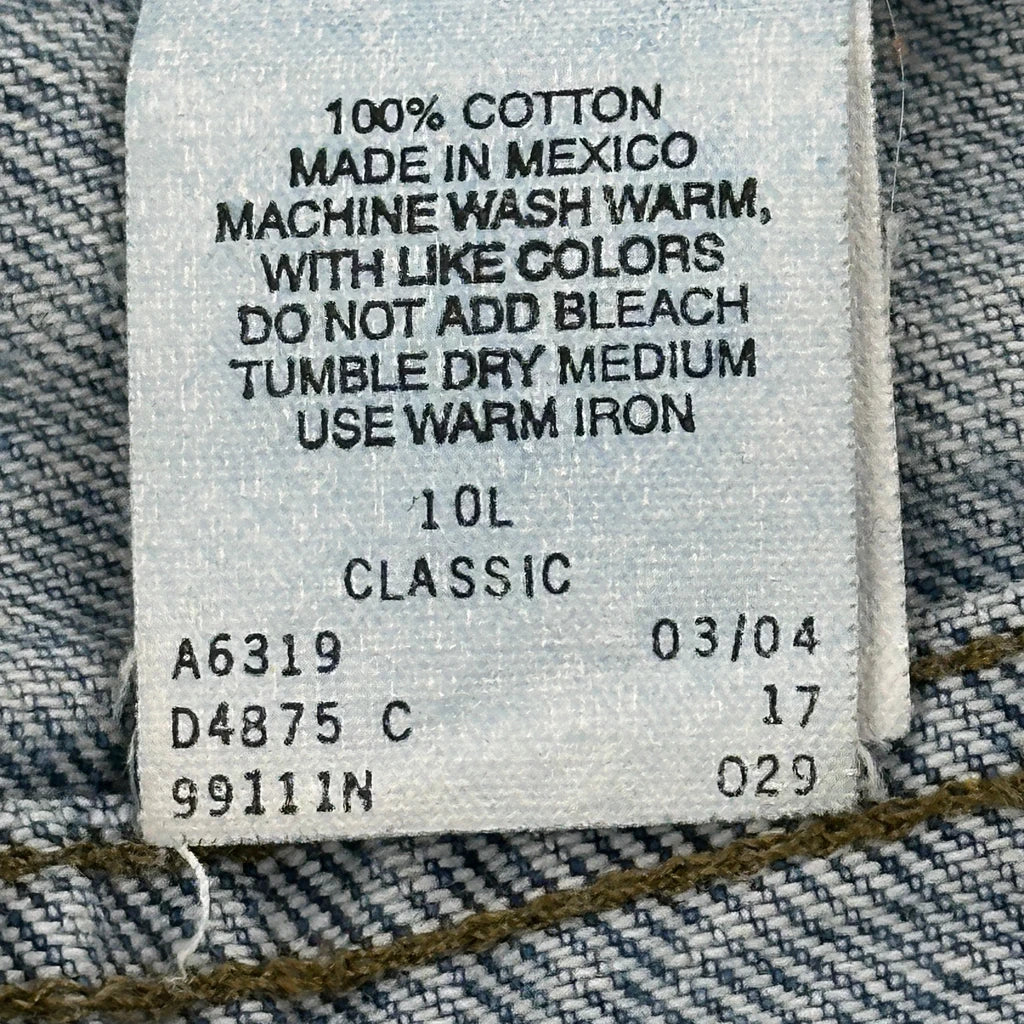 100% COTTON
MADE IN MEXICO
MACHINE WASH WARM,
WITH LIKE COLORS
DO NOT ADD BLEACH
TUMBLE DRY MEDIUM
USE WARM IRON
10L
CLASSIC
A6319 03/04
D4875 C 17
99111N 029